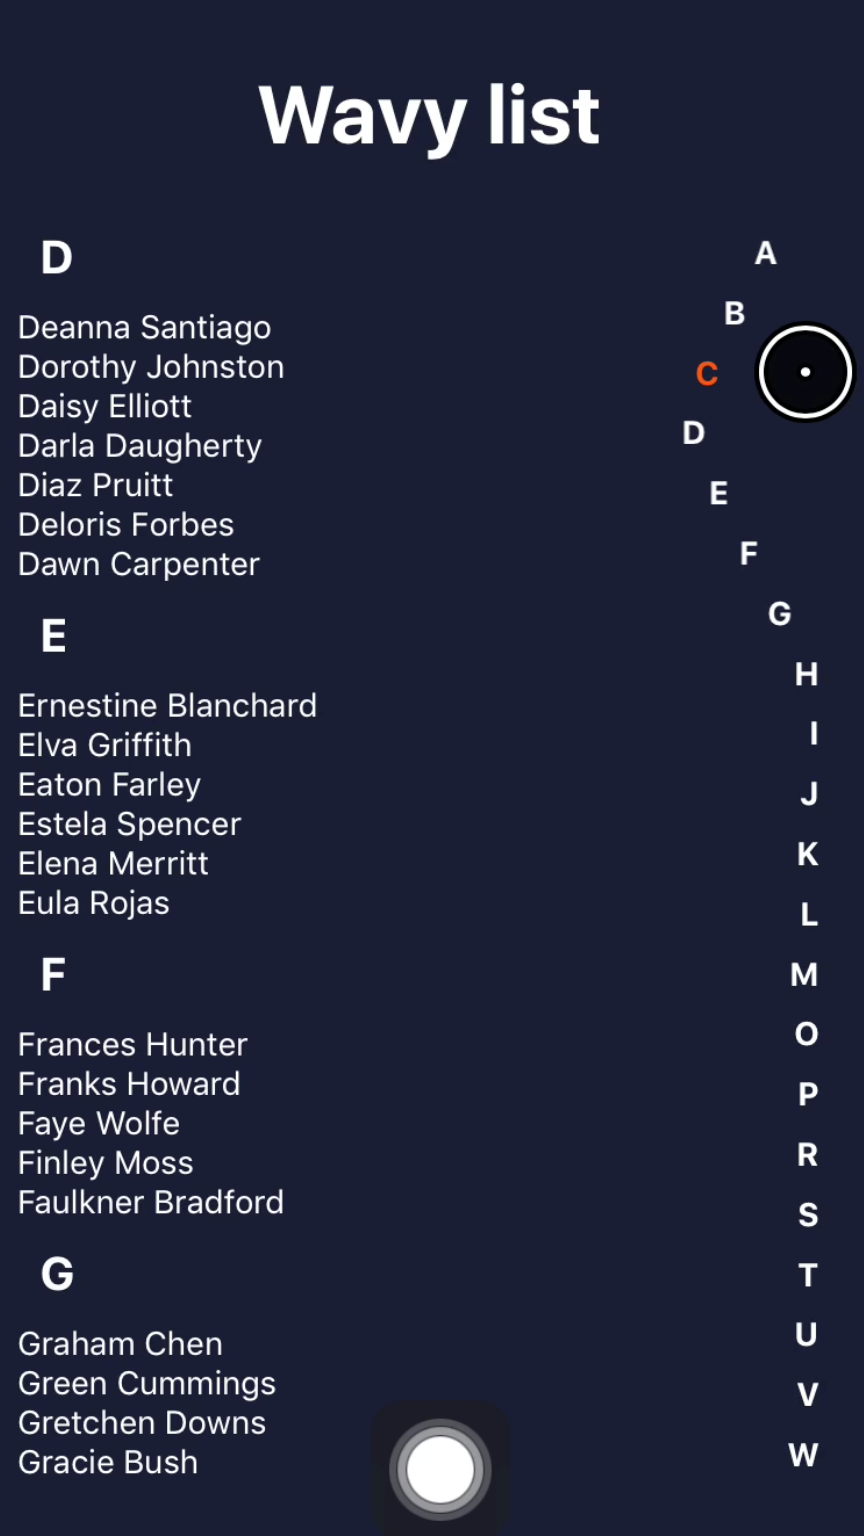 Wavy list
D
Deanna Santiago
Dorothy Johnston
Daisy Elliott
Darla Daugherty
Diaz Pruitt
Deloris Forbes
Dawn Carpenter
E
Ernestine Blanchard
Elva Griffith
Eaton Farley
Estela Spencer
Elena Merritt
Eula Rojas
F
Frances Hunter
Franks Howard
Faye Wolfe
Finley Moss
Faulkner Bradford
G
Graham Chen
Green Cummings
Gretchen Downs
Gracie Bush
A
B
C
D
E
F
G
H
I
J
K
L
M
O
P
R
S
T
U
V
W